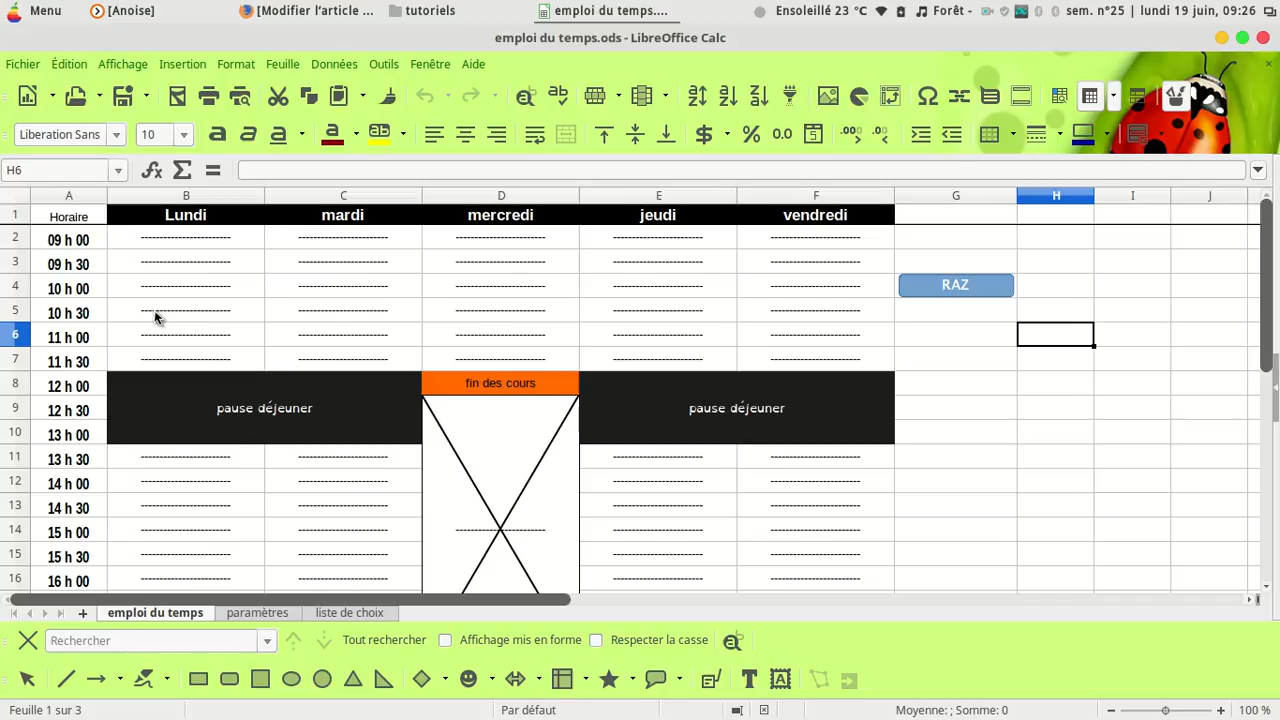 Menu [Anoise] [Modifier l'article ... tutoriels emploi du temps.... Ensoleillé 23 °C Forêt - sem. n°25 | lundi 19 juin, 09:26
emploi du temps.ods - LibreOffice Calc
Fichier Édition Affichage Insertion Format Feuille Données Outils Fenêtre Aide
Liberation Sans 10
H6
A B C D E F G H I J
1 Horaire Lundi mardi mercredi jeudi vendredi
2 09 h 00 ------------------------- ------------------------- ------------------------- ------------------------- -------------------------
3 09 h 30 ------------------------- ------------------------- ------------------------- ------------------------- -------------------------
4 10 h 00 ------------------------- ------------------------- ------------------------- ------------------------- ------------------------- RAZ
5 10 h 30 ------------------------- ------------------------- ------------------------- ------------------------- -------------------------
6 11 h 00 ------------------------- ------------------------- ------------------------- ------------------------- -------------------------
7 11 h 30 ------------------------- ------------------------- ------------------------- ------------------------- -------------------------
8 12 h 00 fin des cours
9 12 h 30 pause déjeuner pause déjeuner
10 13 h 00
11 13 h 30 ------------------------- ------------------------- ------------------------- -------------------------
12 14 h 00 ------------------------- ------------------------- ------------------------- -------------------------
13 14 h 30 ------------------------- ------------------------- ------------------------- -------------------------
14 15 h 00 ------------------------- ------------------------- ------------------------- ------------------------- -------------------------
15 15 h 30 ------------------------- ------------------------- ------------------------- -------------------------
16 16 h 00 ------------------------- ------------------------- ------------------------- -------------------------
emploi du temps paramètres liste de choix
Rechercher Tout rechercher Affichage mis en forme Respecter la casse
Feuille 1 sur 3 Par défaut Moyenne: ; Somme: 0 100 %